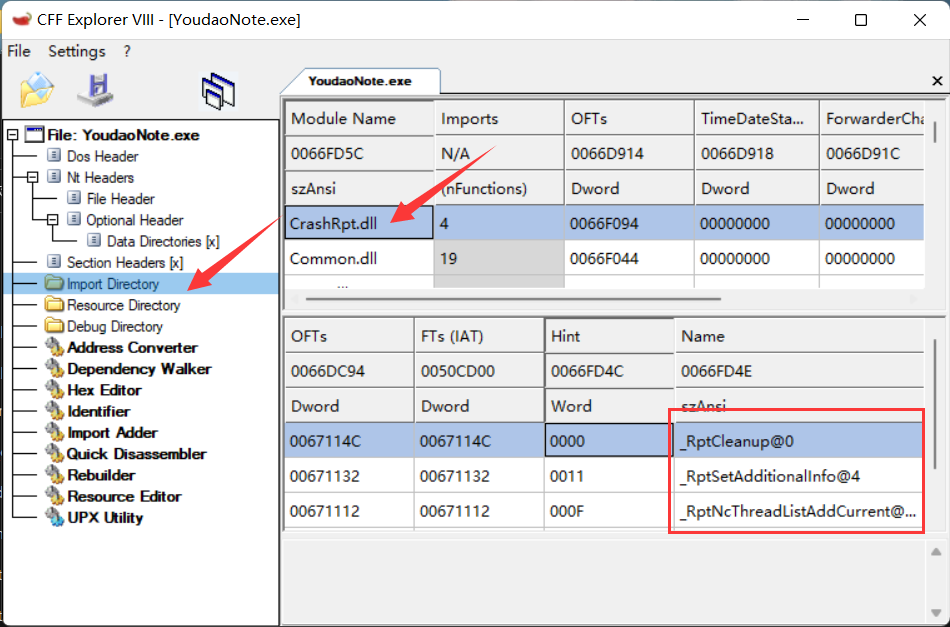 CFF Explorer VIII - [YoudaoNote.exe]
File Settings ?
YoudaoNote.exe
File: YoudaoNote.exe
Dos Header
Nt Headers
File Header
Optional Header
Data Directories [x]
Section Headers [x]
Import Directory
Resource Directory
Debug Directory
Address Converter
Dependency Walker
Hex Editor
Identifier
Import Adder
Quick Disassembler
Rebuilder
Resource Editor
UPX Utility
Module Name Imports OFTs TimeDateSta... ForwarderCha
0066FD5C N/A 0066D914 0066D918 0066D91C
szAnsi (nFunctions) Dword Dword Dword
CrashRpt.dll 4 0066F094 00000000 00000000
Common.dll 19 0066F044 00000000 00000000
OFTs FTs (IAT) Hint Name
0066DC94 0050CD00 0066FD4C 0066FD4E
Dword Dword Word szAnsi
0067114C 0067114C 0000 _RptCleanup@0
00671132 00671132 0011 _RptSetAdditionalInfo@4
00671112 00671112 000F _RptNcThreadListAddCurrent@...